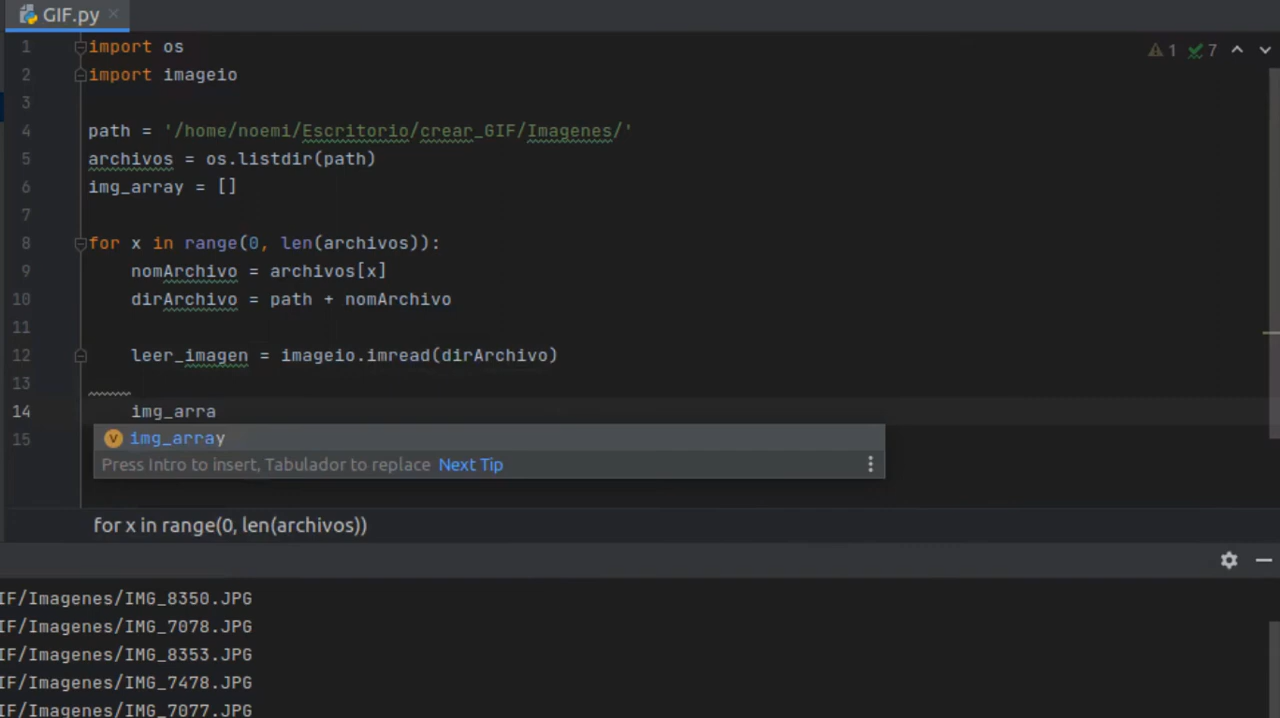 GIF.py
1 import os
2 import imageio
3
4 path = '/home/noemi/Escritorio/crear_GIF/Imagenes/'
5 archivos = os.listdir(path)
6 img_array = []
7
8 for x in range(0, len(archivos)):
9 nomArchivo = archivos[x]
10 dirArchivo = path + nomArchivo
11
12 leer_imagen = imageio.imread(dirArchivo)
13
14 img_arra
15
1 7
v img_array
Press Intro to insert, Tabulador to replace Next Tip
for x in range(0, len(archivos))
IF/Imagenes/IMG_8350.JPG
IF/Imagenes/IMG_7078.JPG
IF/Imagenes/IMG_8353.JPG
IF/Imagenes/IMG_7478.JPG
IF/Imagenes/IMG_7077.JPG